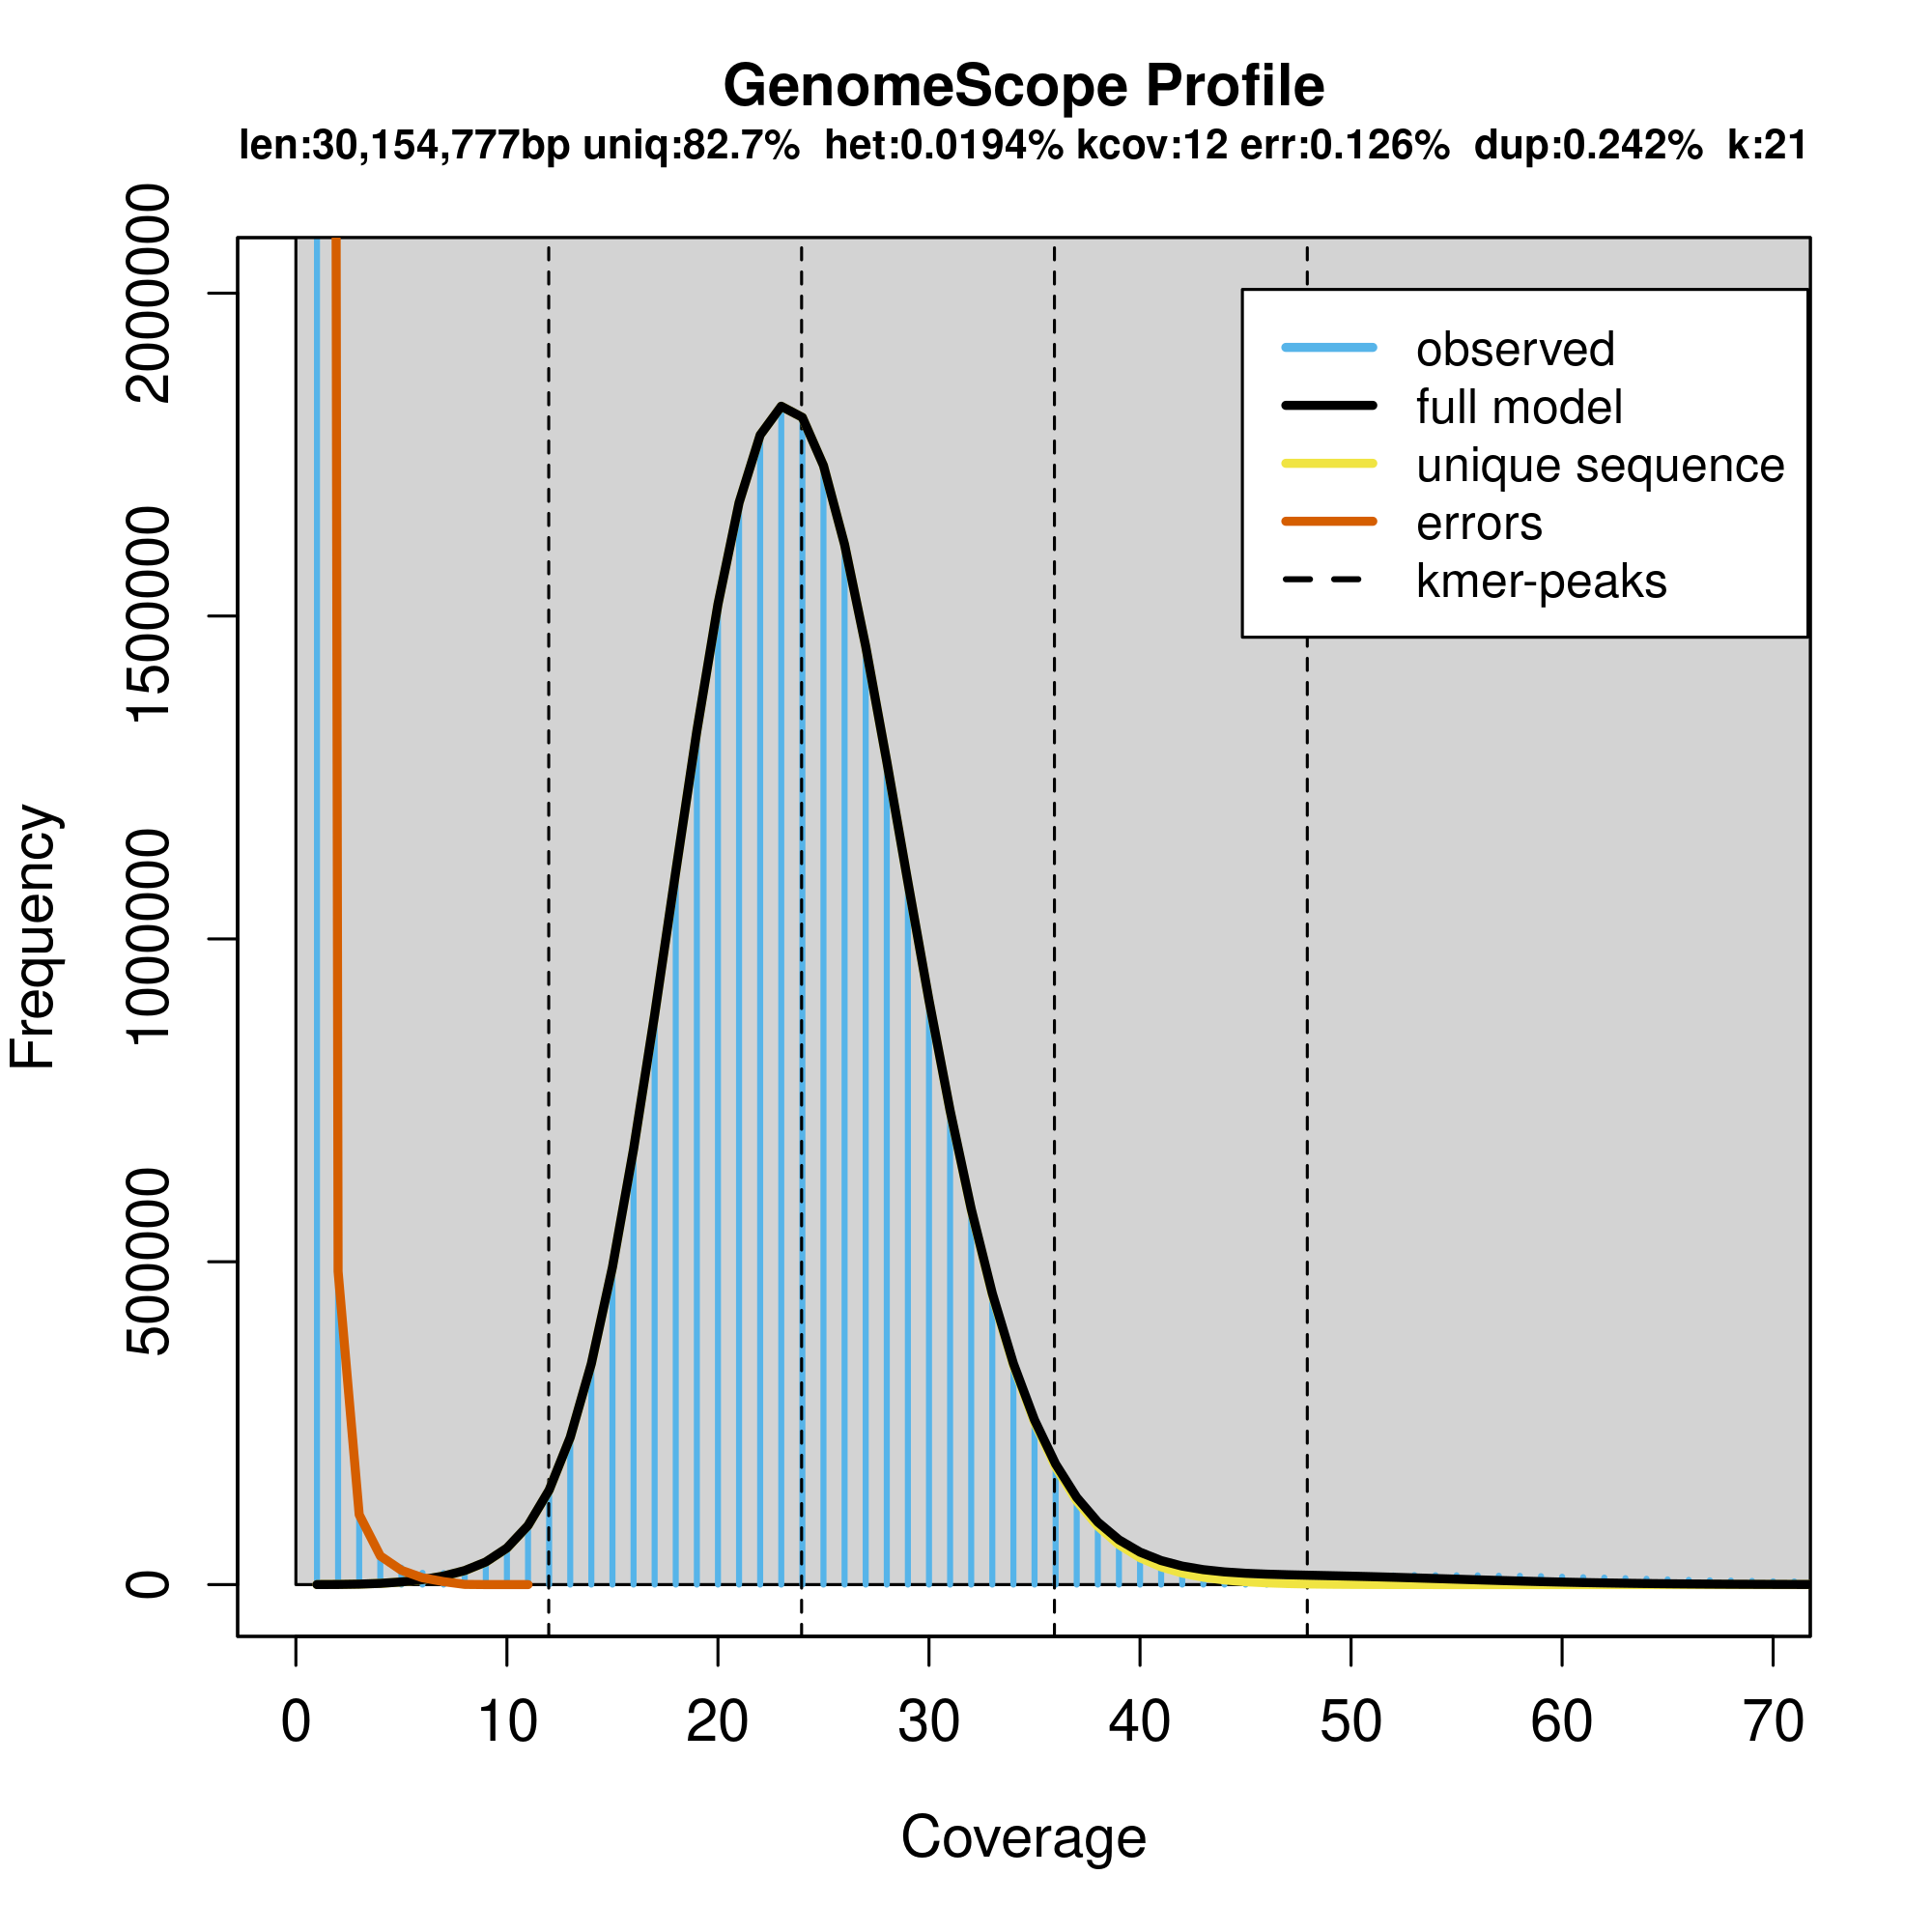 GenomeScope Profile
len:30,154,777bp uniq:82.7% het:0.0194% kcov:12 err:0.126% dup:0.242% k:21
Frequency
2000000
1500000
1000000
500000
0
observed
full model
unique sequence
errors
kmer-peaks
0 10 20 30 40 50 60 70
Coverage